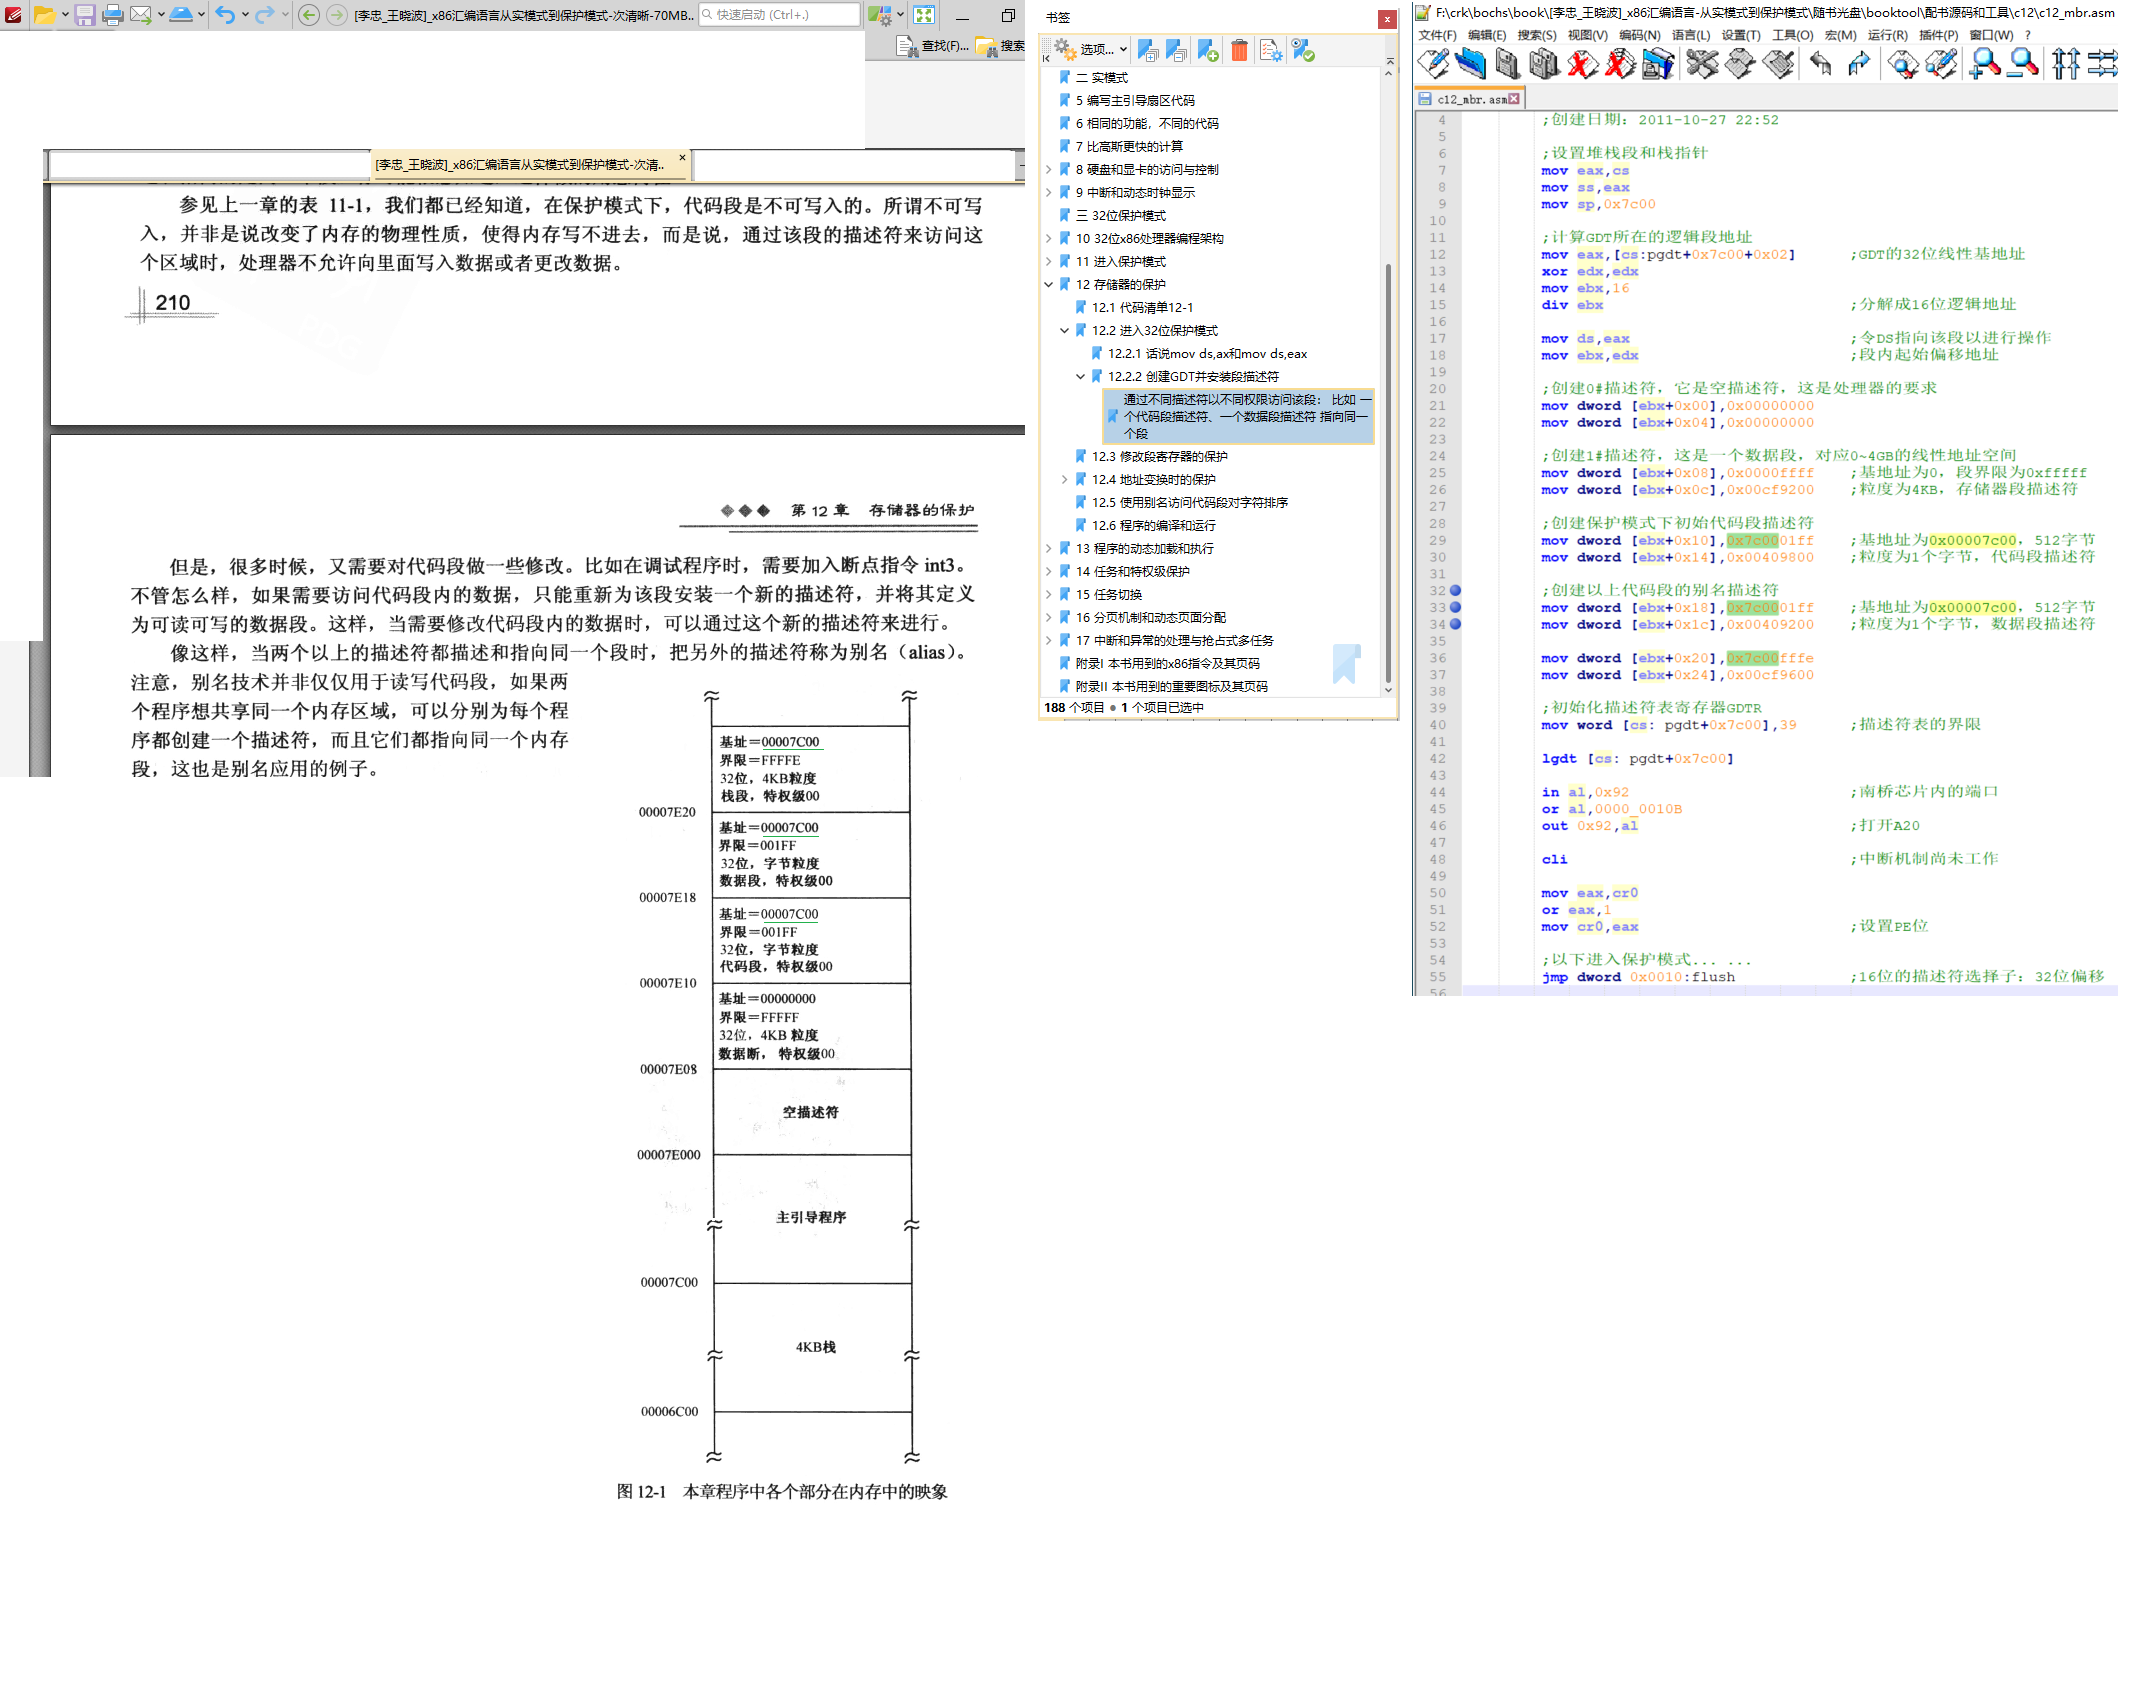 [李忠_王晓波]_x86汇编语言从实模式到保护模式-次清晰-70MB..
快速启动 (Ctrl+.)
查找(F)...
搜索
[李忠_王晓波]_x86汇编语言从实模式到保护模式-次清..
参见上一章的表 11-1，我们都已经知道，在保护模式下，代码段是不可写入的。所谓不可写
入，并非是说改变了内存的物理性质，使得内存写不进去，而是说，通过该段的描述符来访问这
个区域时，处理器不允许向里面写入数据或者更改数据。
210
◆◆◆ 第 12 章 存储器的保护
但是，很多时候，又需要对代码段做一些修改。比如在调试程序时，需要加入断点指令 int3。
不管怎么样，如果需要访问代码段内的数据，只能重新为该段安装一个新的描述符，并将其定义
为可读可写的数据段。这样，当需要修改代码段内的数据时，可以通过这个新的描述符来进行。
像这样，当两个以上的描述符都描述和指向同一个段时，把另外的描述符称为别名（alias）。
注意，别名技术并非仅仅用于读写代码段，如果两
个程序想共享同一个内存区域，可以分别为每个程
序都创建一个描述符，而且它们都指向同一个内存
段，这也是别名应用的例子。
基址＝00007C00
界限＝FFFFE
32位，4KB粒度
栈段，特权级00
00007E20
基址＝00007C00
界限＝001FF
32位，字节粒度
数据段，特权级00
00007E18
基址＝00007C00
界限＝001FF
32位，字节粒度
代码段，特权级00
00007E10
基址＝00000000
界限＝FFFFF
32位，4KB 粒度
数据断，特权级00
00007E08
空描述符
00007E000
主引导程序
00007C00
4KB栈
00006C00
图 12-1 本章程序中各个部分在内存中的映象
书签
选项...
二 实模式
5 编写主引导扇区代码
6 相同的功能，不同的代码
7 比高斯更快的计算
8 硬盘和显卡的访问与控制
9 中断和动态时钟显示
三 32位保护模式
10 32位x86处理器编程架构
11 进入保护模式
12 存储器的保护
12.1 代码清单12-1
12.2 进入32位保护模式
12.2.1 话说mov ds,ax和mov ds,eax
12.2.2 创建GDT并安装段描述符
通过不同描述符以不同权限访问该段： 比如 一
个代码段描述符、一个数据段描述符 指向同一
个段
12.3 修改段寄存器的保护
12.4 地址变换时的保护
12.5 使用别名访问代码段对字符排序
12.6 程序的编译和运行
13 程序的动态加载和执行
14 任务和特权级保护
15 任务切换
16 分页机制和动态页面分配
17 中断和异常的处理与抢占式多任务
附录I 本书用到的x86指令及其页码
附录II 本书用到的重要图标及其页码
188 个项目 ● 1 个项目已选中
F:\crk\bochs\book\[李忠_王晓波]_x86汇编语言-从实模式到保护模式\随书光盘\booktool\配书源码和工具\c12\c12_mbr.asm
文件(F) 编辑(E) 搜索(S) 视图(V) 编码(N) 语言(L) 设置(T) 工具(O) 宏(M) 运行(R) 插件(P) 窗口(W) ?
c12_mbr.asm
4 ;创建日期：2011-10-27 22:52
5
6 ;设置堆栈段和栈指针
7 mov eax,cs
8 mov ss,eax
9 mov sp,0x7c00
10
11 ;计算GDT所在的逻辑段地址
12 mov eax,[cs:pgdt+0x7c00+0x02] ;GDT的32位线性基地址
13 xor edx,edx
14 mov ebx,16
15 div ebx ;分解成16位逻辑地址
16
17 mov ds,eax ;令DS指向该段以进行操作
18 mov ebx,edx ;段内起始偏移地址
19
20 ;创建0#描述符，它是空描述符，这是处理器的要求
21 mov dword [ebx+0x00],0x00000000
22 mov dword [ebx+0x04],0x00000000
23
24 ;创建1#描述符，这是一个数据段，对应0~4GB的线性地址空间
25 mov dword [ebx+0x08],0x0000ffff ;基地址为0，段界限为0xfffff
26 mov dword [ebx+0x0c],0x00cf9200 ;粒度为4KB，存储器段描述符
27
28 ;创建保护模式下初始代码段描述符
29 mov dword [ebx+0x10],0x7c0001ff ;基地址为0x00007c00，512字节
30 mov dword [ebx+0x14],0x00409800 ;粒度为1个字节，代码段描述符
31
32 ;创建以上代码段的别名描述符
33 mov dword [ebx+0x18],0x7c0001ff ;基地址为0x00007c00，512字节
34 mov dword [ebx+0x1c],0x00409200 ;粒度为1个字节，数据段描述符
35
36 mov dword [ebx+0x20],0x7c00fffe
37 mov dword [ebx+0x24],0x00cf9600
38
39 ;初始化描述符表寄存器GDTR
40 mov word [cs: pgdt+0x7c00],39 ;描述符表的界限
41
42 lgdt [cs: pgdt+0x7c00]
43
44 in al,0x92 ;南桥芯片内的端口
45 or al,0000_0010B
46 out 0x92,al ;打开A20
47
48 cli ;中断机制尚未工作
49
50 mov eax,cr0
51 or eax,1
52 mov cr0,eax ;设置PE位
53
54 ;以下进入保护模式... ...
55 jmp dword 0x0010:flush ;16位的描述符选择子：32位偏移
56